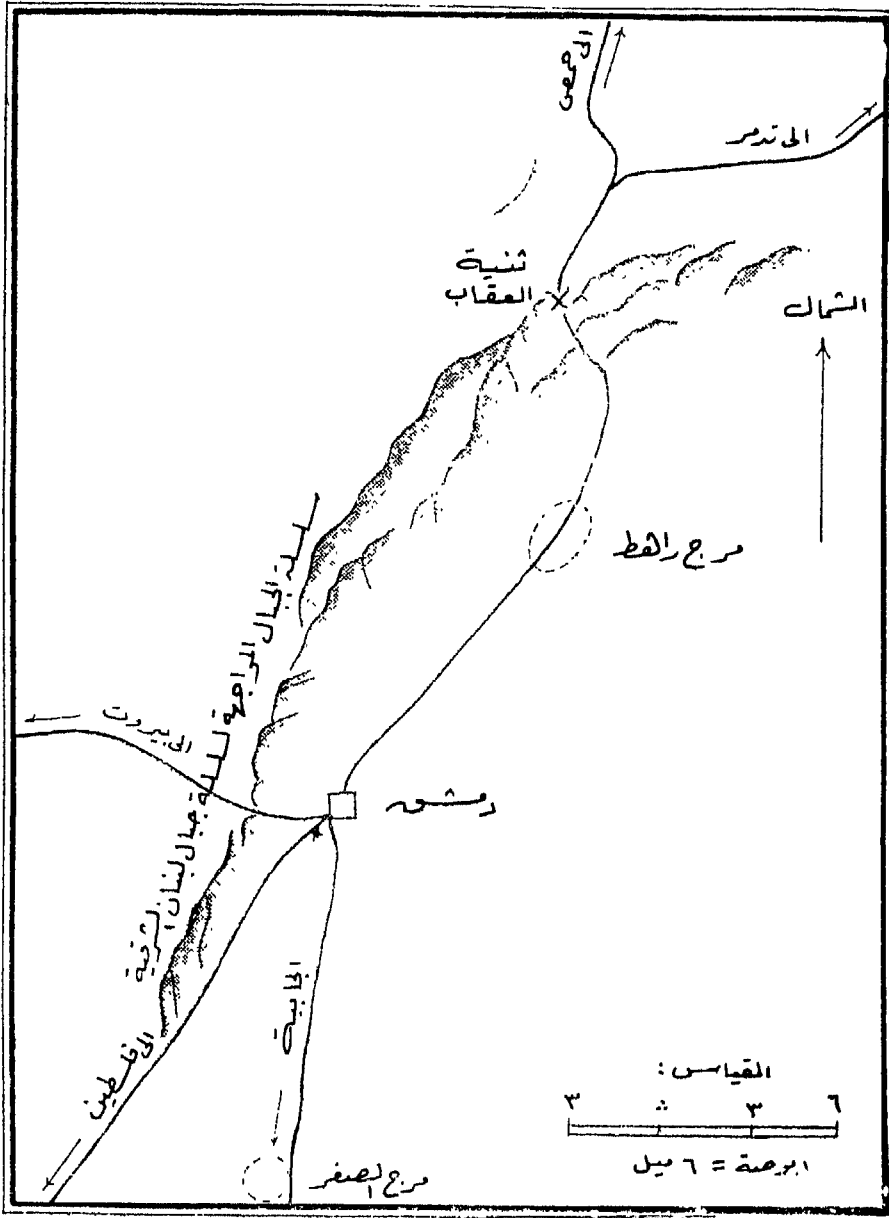 الى حمص
الى تدمر
ثنية
العقاب
الشمال
مرج راهط
سلسلة الجبال المواجهة لسلسلة جبال لبنان الشرقية
الى بيروت
دمشق
الجابية
الى فلسطين
مرج الصفر
القياس:
٣ ٠ ٣ ٦
ابوصة = ٦ ميل